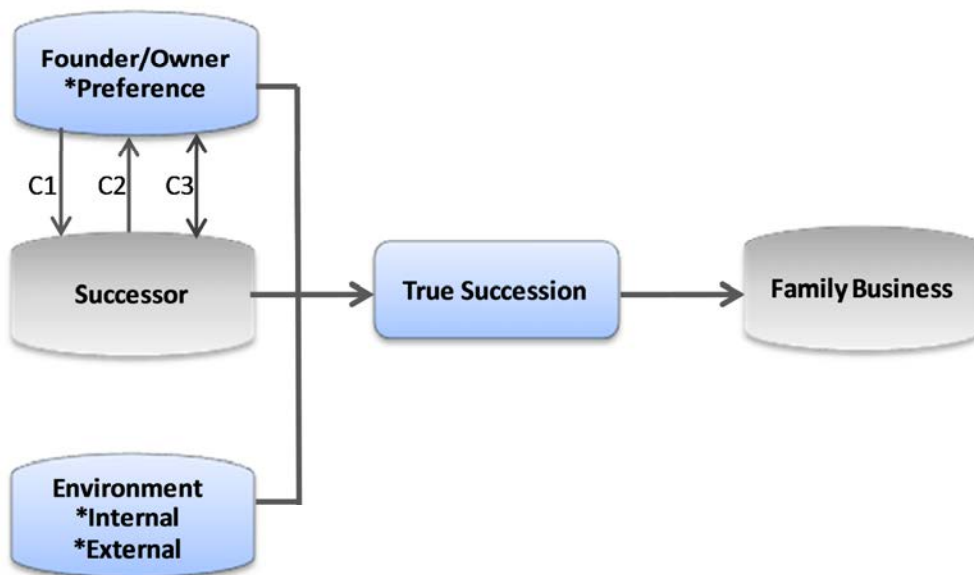 Founder/Owner
*Preference
C1
C2
C3
Successor
True Succession
Family Business
Environment
*Internal
*External